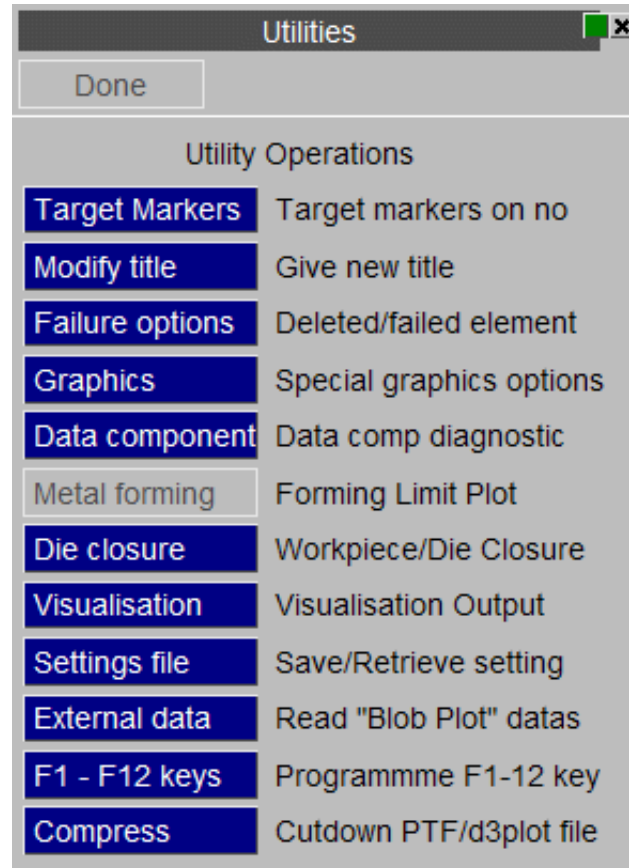 Utilities
Done
Utility Operations
Target Markers Target markers on no
Modify title Give new title
Failure options Deleted/failed element
Graphics Special graphics options
Data component Data comp diagnostic
Metal forming Forming Limit Plot
Die closure Workpiece/Die Closure
Visualisation Visualisation Output
Settings file Save/Retrieve setting
External data Read "Blob Plot" datas
F1 - F12 keys Programmme F1-12 key
Compress Cutdown PTF/d3plot file